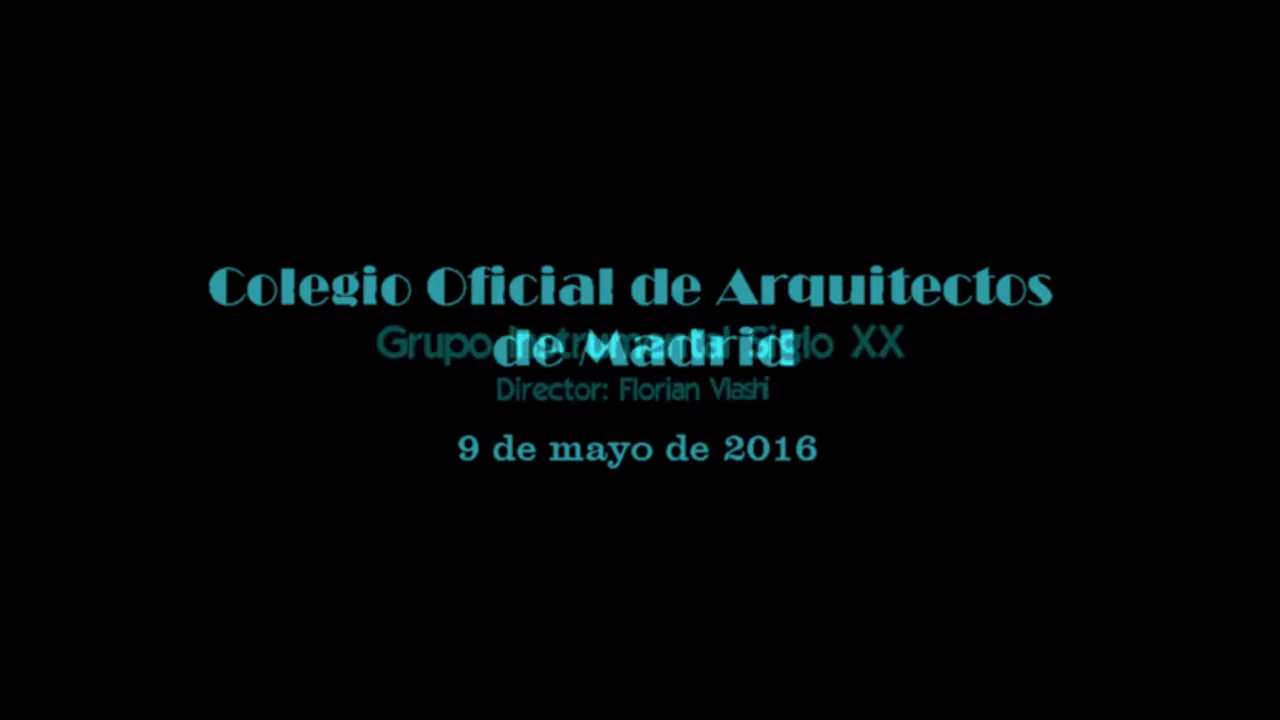 Colegio Oficial de Arquitectos
Grupo Instrumental Siglo XX
de Madrid
Director: Florian Vlashi
9 de mayo de 2016